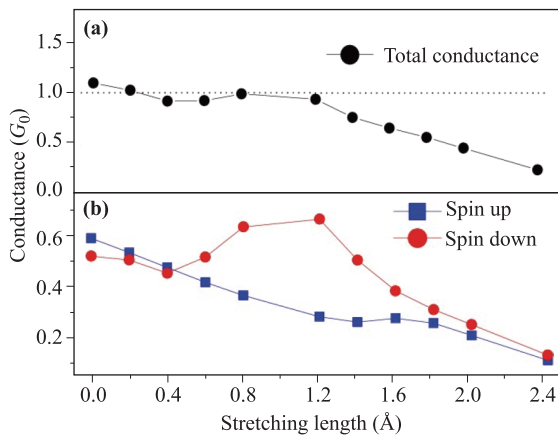 (a)
Total conductance
1.5
1.0
0.5
0.0
Conductance (G0)
(b)
Spin up
Spin down
0.6
0.4
0.2
0.0 0.4 0.8 1.2 1.6 2.0 2.4
Stretching length (Å)